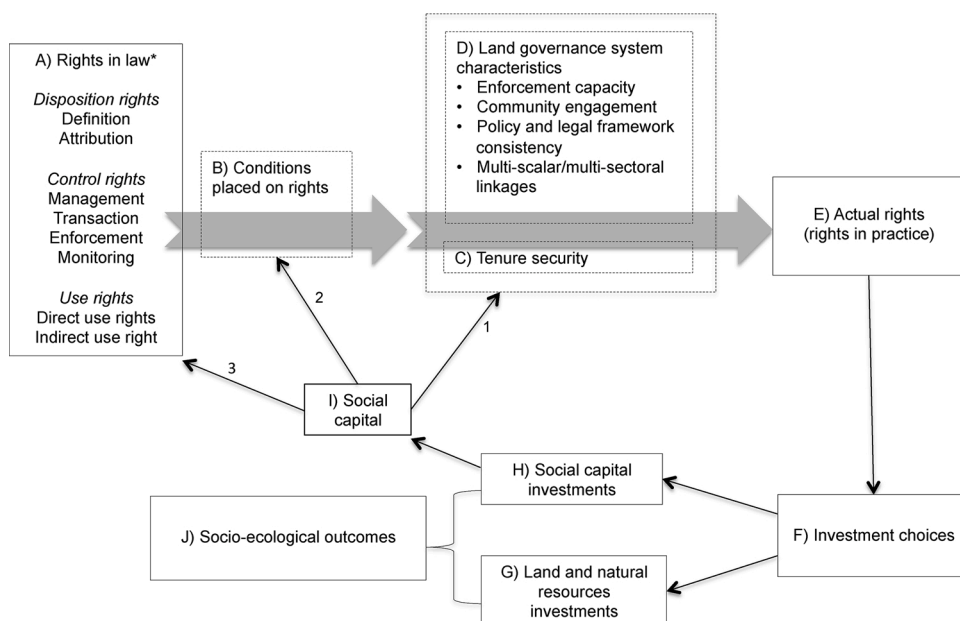 A) Rights in law*
Disposition rights
Definition
Attribution
Control rights
Management
Transaction
Enforcement
Monitoring
Use rights
Direct use rights
Indirect use right
B) Conditions
placed on rights
D) Land governance system
characteristics
• Enforcement capacity
• Community engagement
• Policy and legal framework
consistency
• Multi-scalar/multi-sectoral
linkages
C) Tenure security
E) Actual rights
(rights in practice)
2
1
3
I) Social
capital
H) Social capital
investments
J) Socio-ecological outcomes
F) Investment choices
G) Land and natural
resources
investments